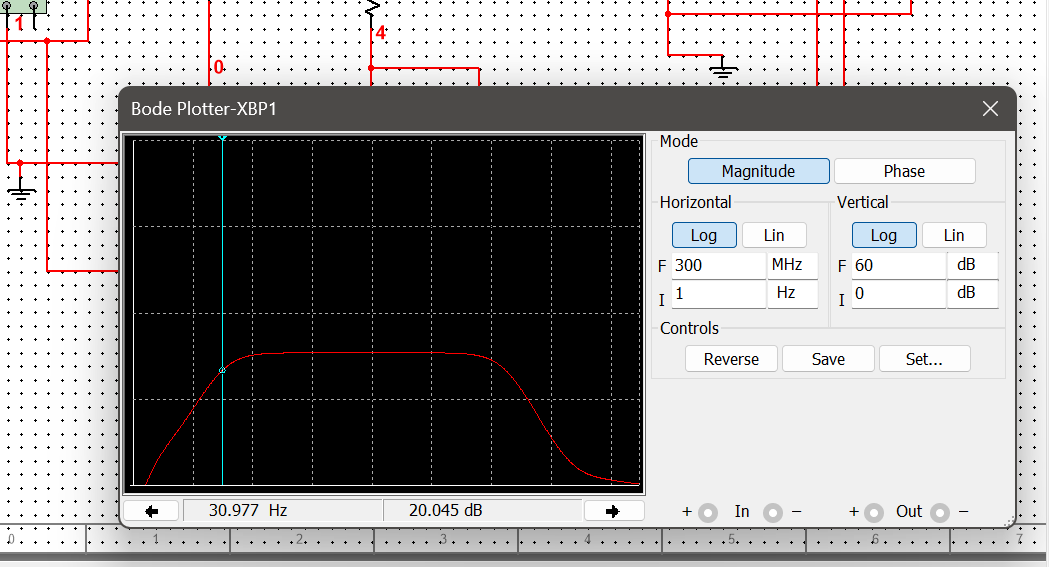 1
4
0
Bode Plotter-XBP1
Mode
Magnitude Phase
Horizontal Vertical
Log Lin Log Lin
F 300 MHz F 60 dB
I 1 Hz I 0 dB
Controls
Reverse Save Set...
30.977 Hz 20.045 dB
+ In − + Out −
0 1 2 3 4 5 6 7